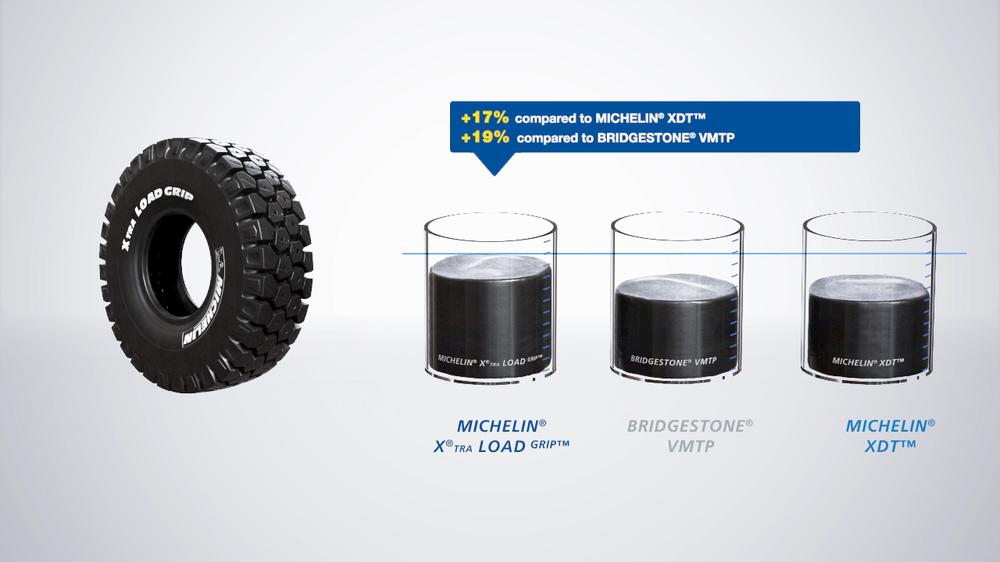 +17% compared to MICHELIN® XDT™
+19% compared to BRIDGESTONE® VMTP
XTRA LOAD GRIP
MICHELIN
MICHELIN® X®TRA LOAD GRIP™
BRIDGESTONE® VMTP
MICHELIN® XDT™
MICHELIN®
X®TRA LOAD GRIP™
BRIDGESTONE®
VMTP
MICHELIN®
XDT™